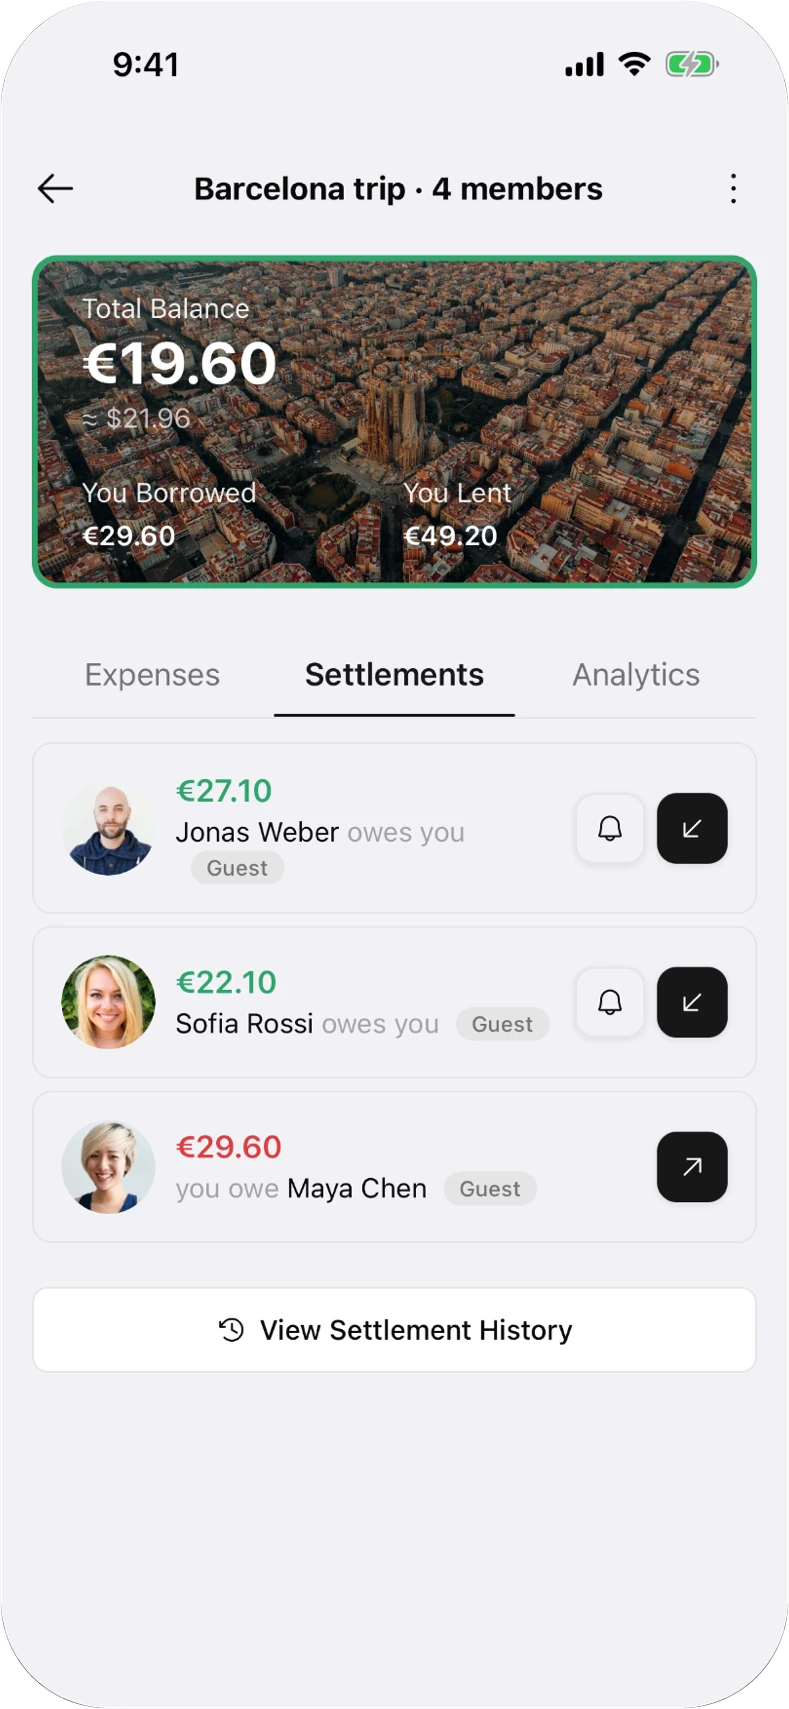 9:41
Barcelona trip · 4 members
Total Balance
€19.60
≈ $21.96
You Borrowed You Lent
€29.60 €49.20
Expenses Settlements Analytics
€27.10
Jonas Weber owes you
Guest
€22.10
Sofia Rossi owes you Guest
€29.60
you owe Maya Chen Guest
View Settlement History